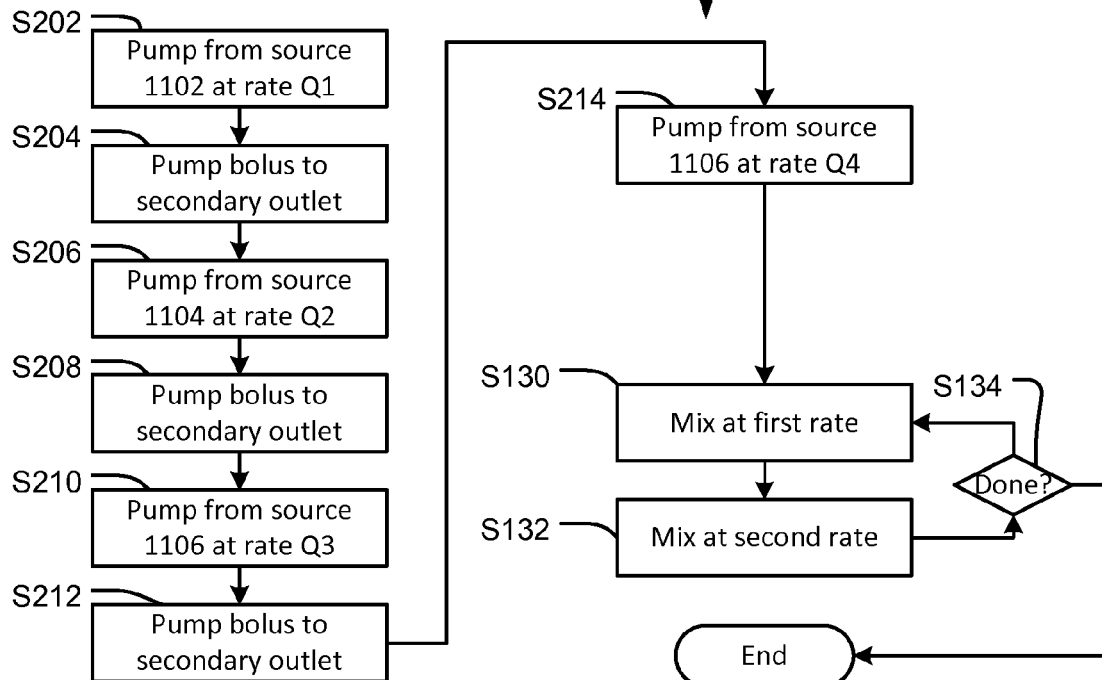 S202
Pump from source
1102 at rate Q1
S204
Pump bolus to
secondary outlet
S206
Pump from source
1104 at rate Q2
S208
Pump bolus to
secondary outlet
S210
Pump from source
1106 at rate Q3
S212
Pump bolus to
secondary outlet
S214
Pump from source
1106 at rate Q4
S130
Mix at first rate
S134
Done?
S132
Mix at second rate
End